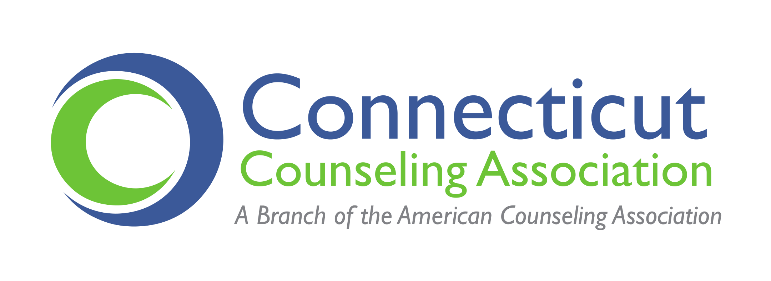 Connecticut
Counseling Association
A Branch of the American Counseling Association